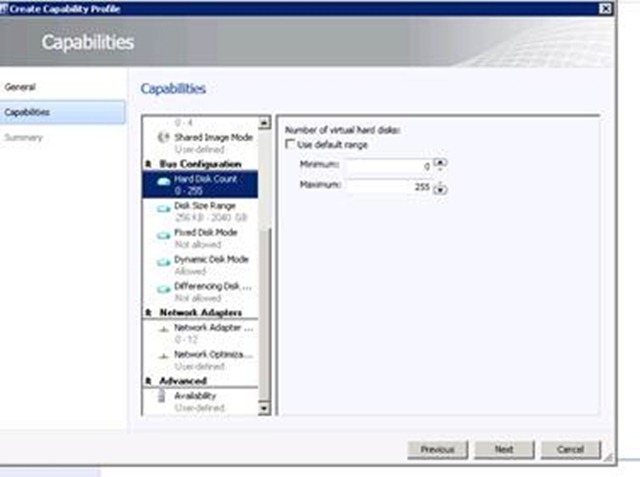 Create Capability Profile
Capabilities
General
Capabilities
Summary
Capabilities
0 - 4
Shared Image Mode
User-defined
Bus Configuration
Hard Disk Count
0 - 255
Disk Size Range
256 KB - 2040 GB
Fixed Disk Mode
Not allowed
Dynamic Disk Mode
Allowed
Differencing Disk ...
Not allowed
Network Adapters
Network Adapter ...
0 - 12
Network Optimiza...
User-defined
Advanced
Availability
User-defined
Number of virtual hard disks:
Use default range
Minimum: 0
Maximum: 255
Previous Next Cancel